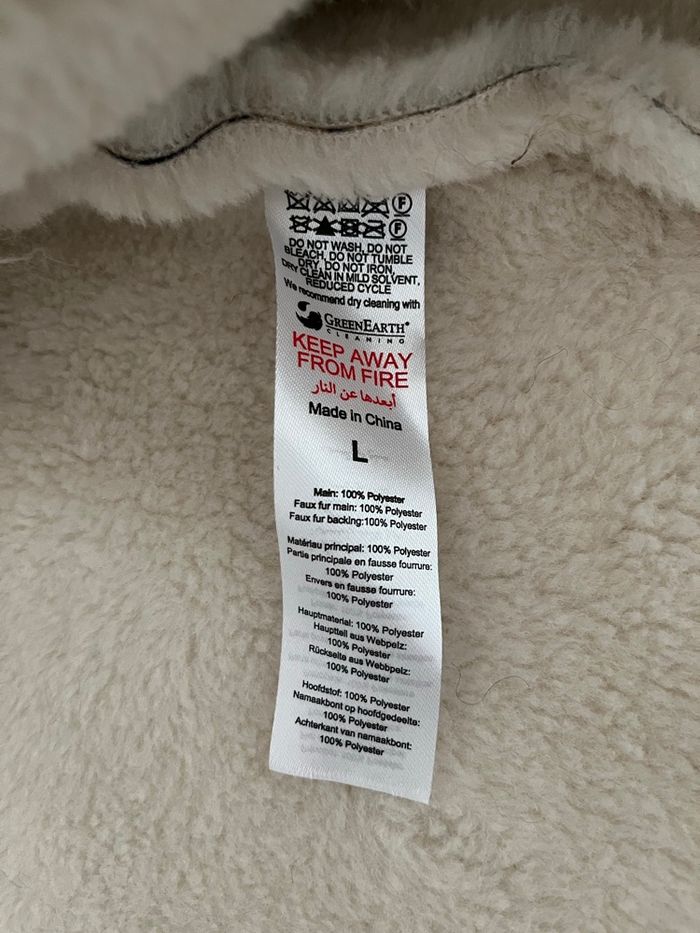 F
F
DO NOT WASH, DO NOT
BLEACH, DO NOT TUMBLE
DRY, DO NOT IRON,
DRY CLEAN IN MILD SOLVENT,
REDUCED CYCLE
We recommend dry cleaning with
GREENEARTH®
CLEANING
KEEP AWAY
FROM FIRE
أبعدها عن النار
Made in China
L
Main: 100% Polyester
Faux fur main: 100% Polyester
Faux fur backing:100% Polyester
Matériau principal: 100% Polyester
Partie principale en fausse fourrure:
100% Polyester
Envers en fausse fourrure:
100% Polyester
Hauptmaterial: 100% Polyester
Hauptteil aus Webpelz:
100% Polyester
Rückseite aus Webbpelz:
100% Polyester
Hoofdstof: 100% Polyester
Namaakbont op hoofdgedeelte:
100% Polyester
Achterkant van namaakbont:
100% Polyester